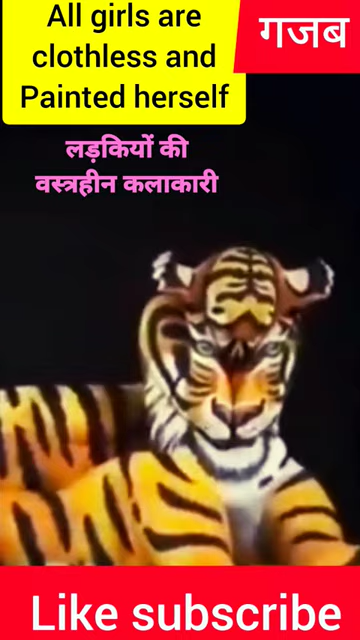 All girls are
clothless and
Painted herself
गजब
लड़कियों की
वस्त्रहीन कलाकारी
Like subscribe